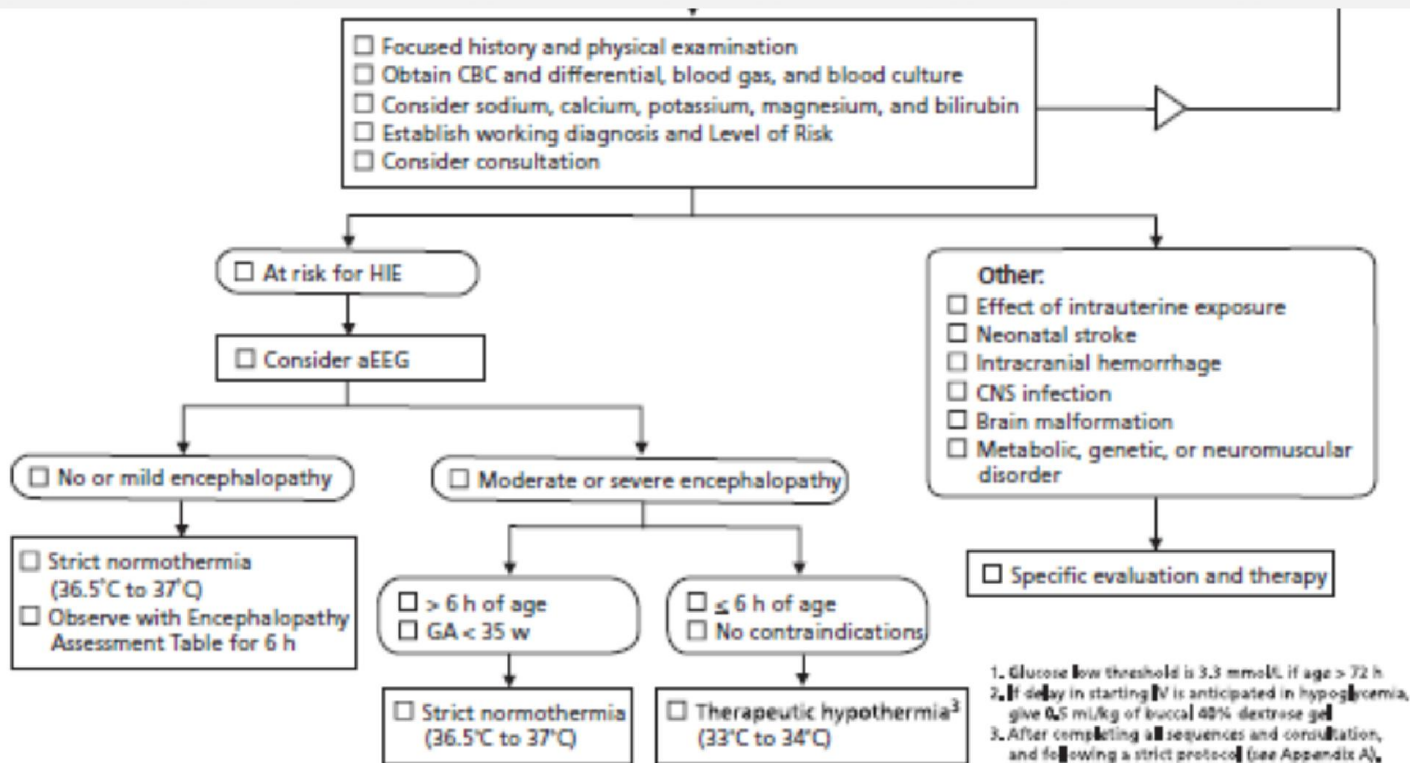 Focused history and physical examination
Obtain CBC and differential, blood gas, and blood culture
Consider sodium, calcium, potassium, magnesium, and bilirubin
Establish working diagnosis and Level of Risk
Consider consultation
At risk for HIE
Consider aEEG
No or mild encephalopathy
Strict normothermia
(36.5°C to 37°C)
Observe with Encephalopathy
Assessment Table for 6 h
Moderate or severe encephalopathy
> 6 h of age
GA < 35 w
Strict normothermia
(36.5°C to 37°C)
≤ 6 h of age
No contraindications
Therapeutic hypothermia³
(33°C to 34°C)
Other:
Effect of intrauterine exposure
Neonatal stroke
Intracranial hemorrhage
CNS infection
Brain malformation
Metabolic, genetic, or neuromuscular
disorder
Specific evaluation and therapy
1. Glucose low threshold is 3.3 mmol/L if age > 72 h
2. If delay in starting IV is anticipated in hypoglycemia,
give 0.5 mL/kg of buccal 40% dextrose gel
3. After completing all sequences and consultation,
and following a strict protocol (see Appendix A).